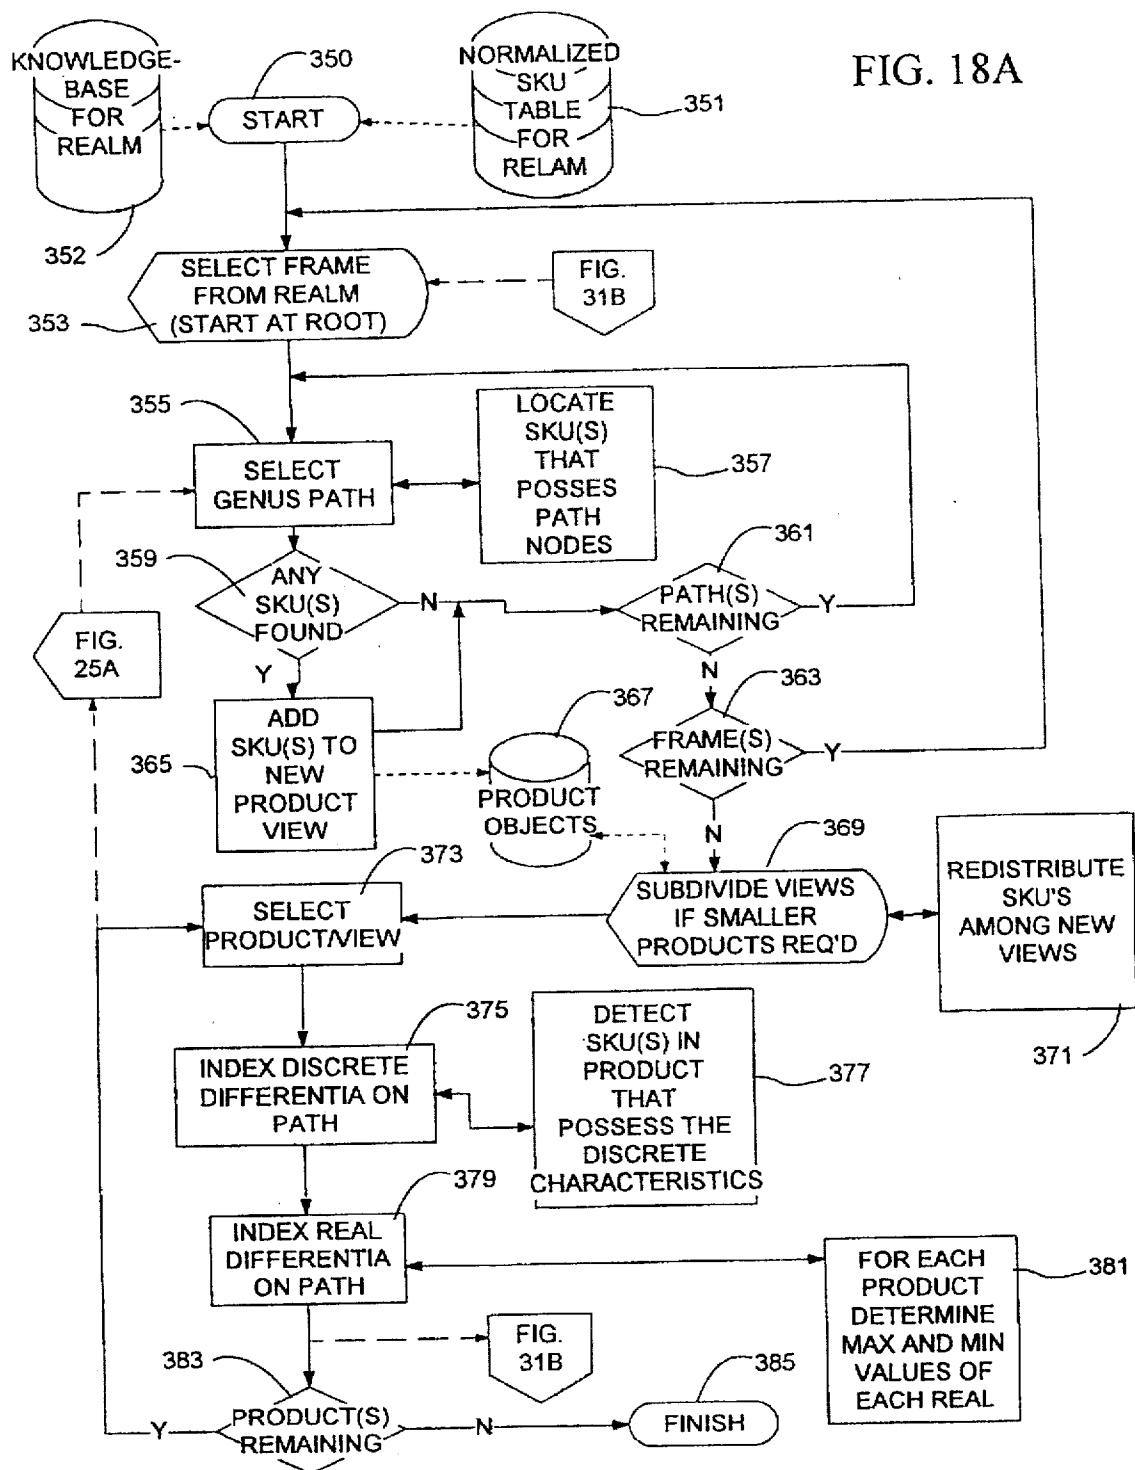 FIG. 18A
KNOWLEDGE-
BASE
FOR
REALM
352
350
START
NORMALIZED
SKU
TABLE
FOR
RELAM
351
SELECT FRAME
FROM REALM
(START AT ROOT)
353
FIG.
31B
355
SELECT
GENUS PATH
LOCATE
SKU(S)
THAT
POSSES
PATH
NODES
357
359
ANY
SKU(S)
FOUND
N
Y
361
PATH(S)
REMAINING
Y
N
FIG.
25A
363
FRAME(S)
REMAINING
Y
N
365
ADD
SKU(S) TO
NEW
PRODUCT
VIEW
367
PRODUCT
OBJECTS
369
SUBDIVIDE VIEWS
IF SMALLER
PRODUCTS REQ'D
REDISTRIBUTE
SKU'S
AMONG NEW
VIEWS
371
373
SELECT
PRODUCT/VIEW
375
INDEX DISCRETE
DIFFERENTIA ON
PATH
DETECT
SKU(S) IN
PRODUCT
THAT
POSSESS THE
DISCRETE
CHARACTERISTICS
377
379
INDEX REAL
DIFFERENTIA
ON PATH
FOR EACH
PRODUCT
DETERMINE
MAX AND MIN
VALUES OF
EACH REAL
381
FIG.
31B
383
PRODUCT(S)
REMAINING
Y
N
385
FINISH